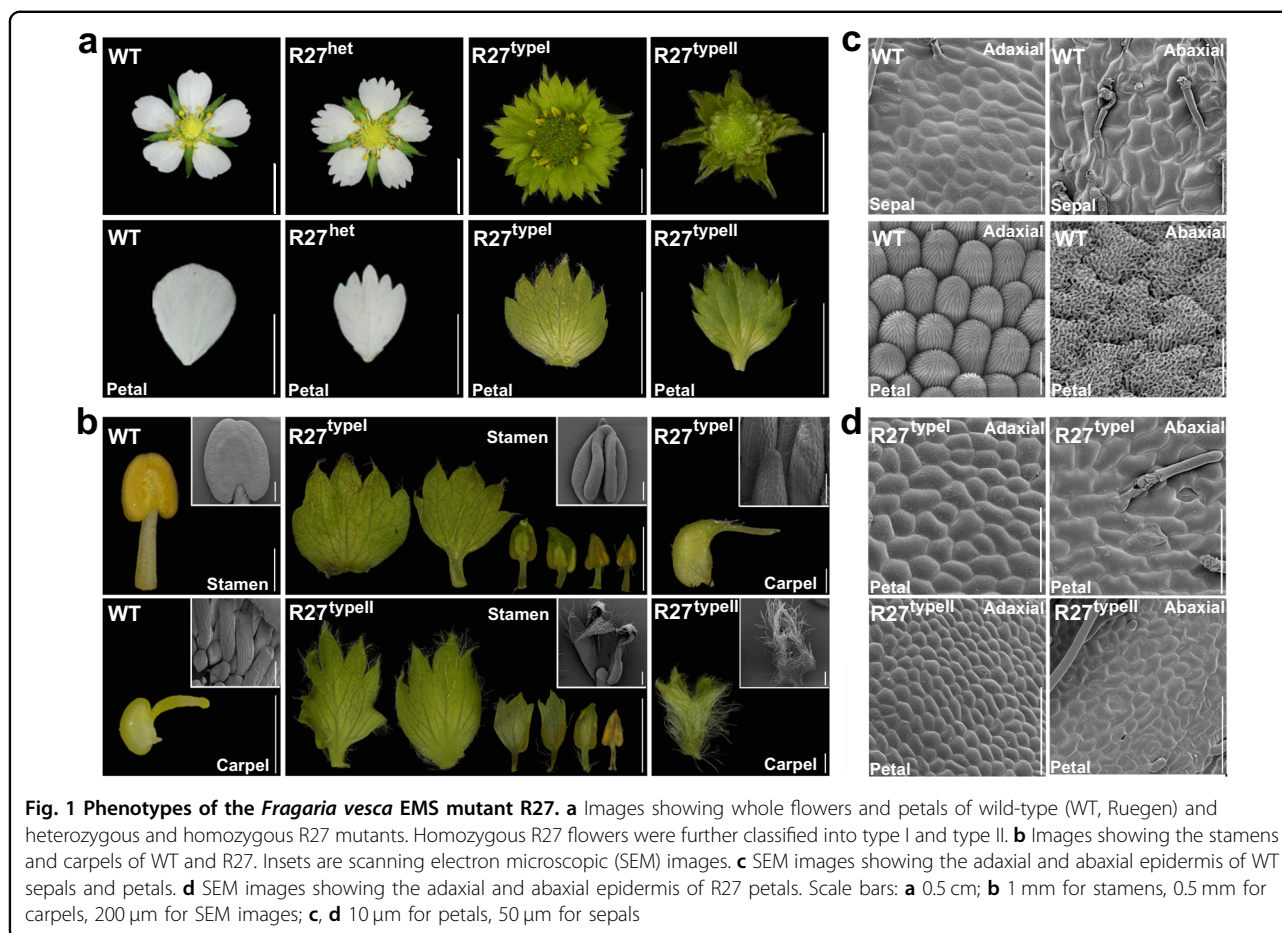 a
WT
R27het
R27typeI
R27typeII
WT
Petal
R27het
Petal
R27typeI
Petal
R27typeII
Petal
b
WT
Stamen
R27typeI
Stamen
R27typeI
Carpel
WT
Carpel
R27typeII
Stamen
R27typeII
Carpel
c
WT
Adaxial
Sepal
WT
Abaxial
Sepal
WT
Adaxial
Petal
WT
Abaxial
Petal
d
R27typeI
Adaxial
Petal
R27typeI
Abaxial
Petal
R27typeII
Adaxial
Petal
R27typeII
Abaxial
Petal
Fig. 1 Phenotypes of the Fragaria vesca EMS mutant R27. a Images showing whole flowers and petals of wild-type (WT, Ruegen) and
heterozygous and homozygous R27 mutants. Homozygous R27 flowers were further classified into type I and type II. b Images showing the stamens
and carpels of WT and R27. Insets are scanning electron microscopic (SEM) images. c SEM images showing the adaxial and abaxial epidermis of WT
sepals and petals. d SEM images showing the adaxial and abaxial epidermis of R27 petals. Scale bars: a 0.5 cm; b 1 mm for stamens, 0.5 mm for
carpels, 200 µm for SEM images; c, d 10 µm for petals, 50 µm for sepals